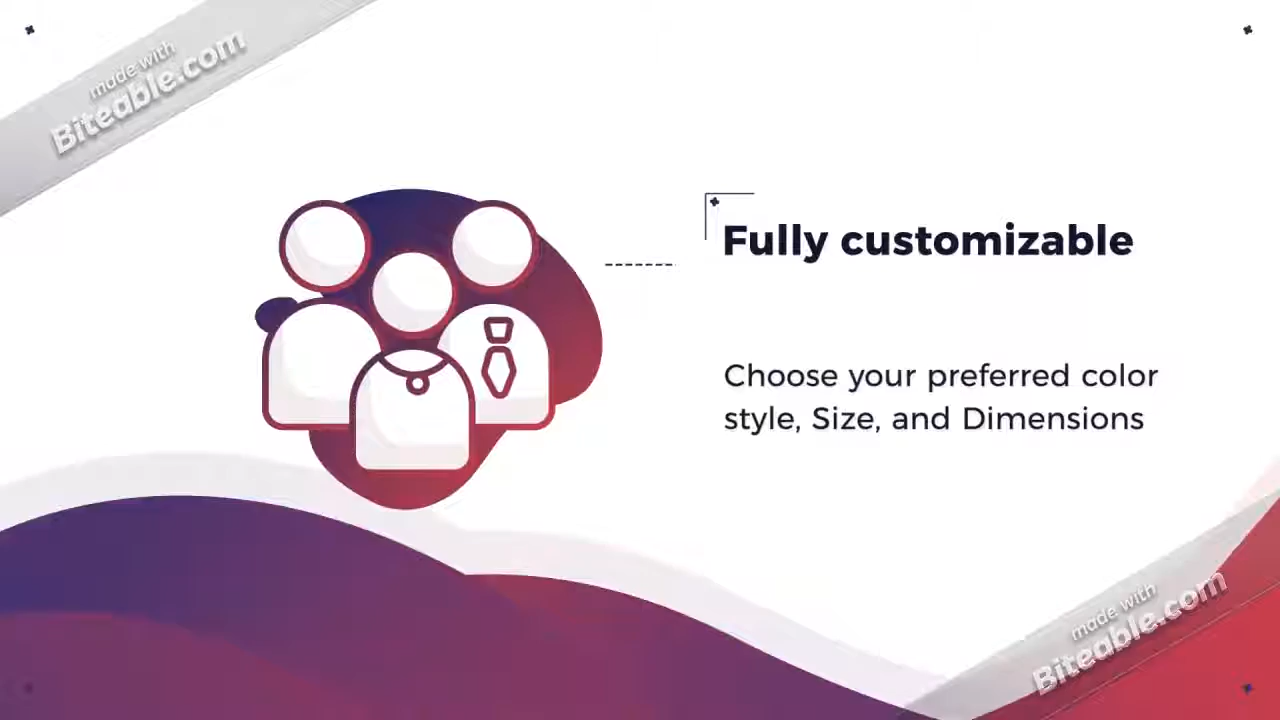 made with
Biteable.com
Fully customizable
Choose your preferred color
style, Size, and Dimensions
made with
Biteable.com